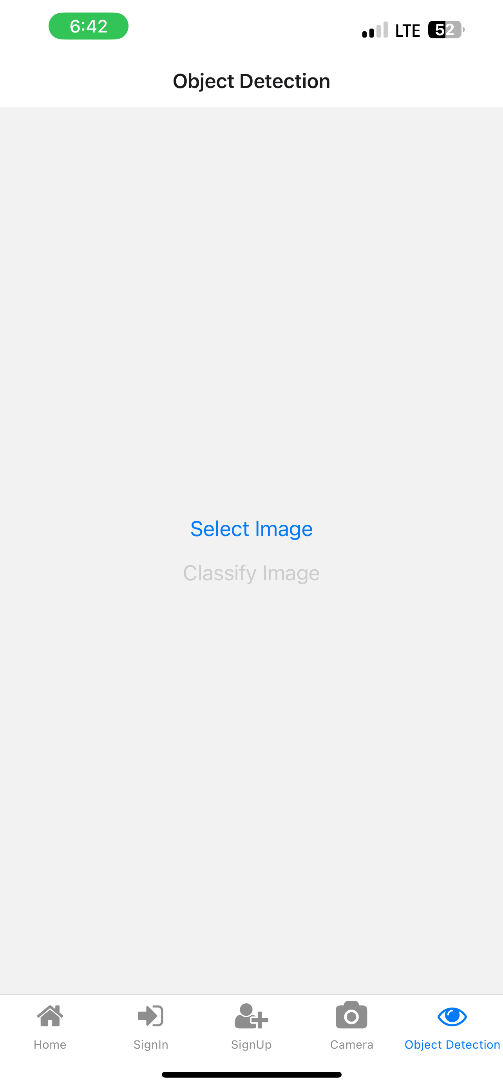 6:42
LTE
52
Object Detection
Select Image
Classify Image
Home
SignIn
SignUp
Camera
Object Detection